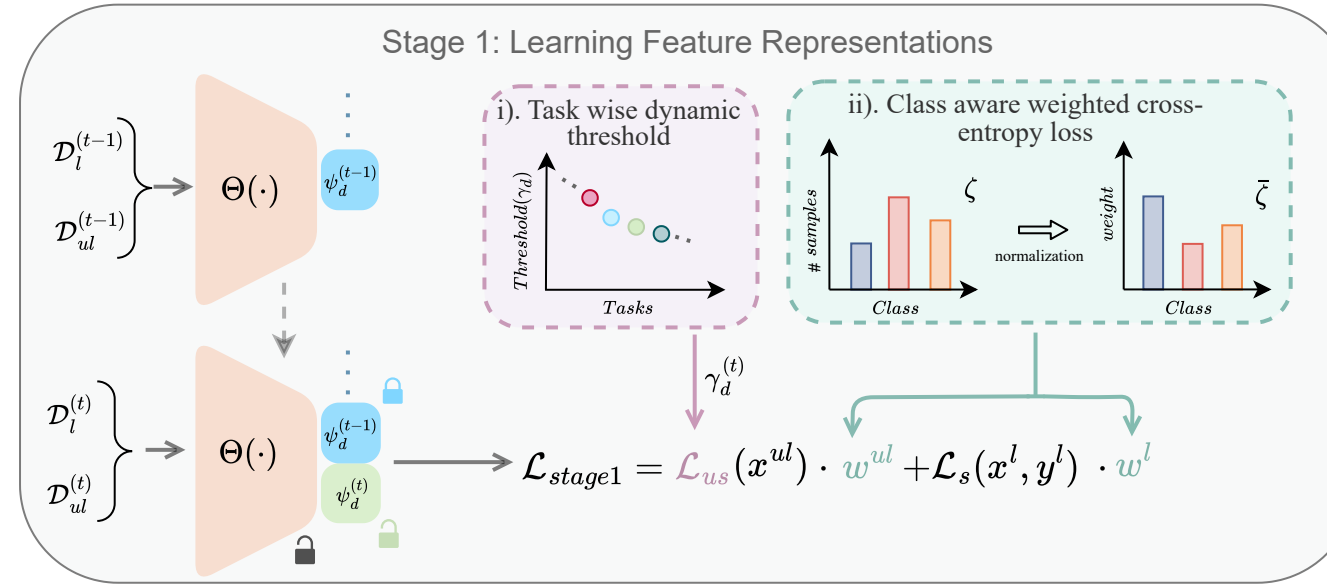 Stage 1: Learning Feature Representations
i). Task wise dynamic
threshold
Threshold(γ_d)
Tasks
ii). Class aware weighted cross-
entropy loss
# samples
Class
ζ
normalization
weight
Class
ζ̄
D_l^(t-1)
D_ul^(t-1)
Θ(·)
ψ_d^(t-1)
D_l^(t)
D_ul^(t)
Θ(·)
ψ_d^(t-1)
ψ_d^(t)
γ_d^(t)
L_stage1 = L_us(x^ul) · w^ul + L_s(x^l, y^l) · w^l